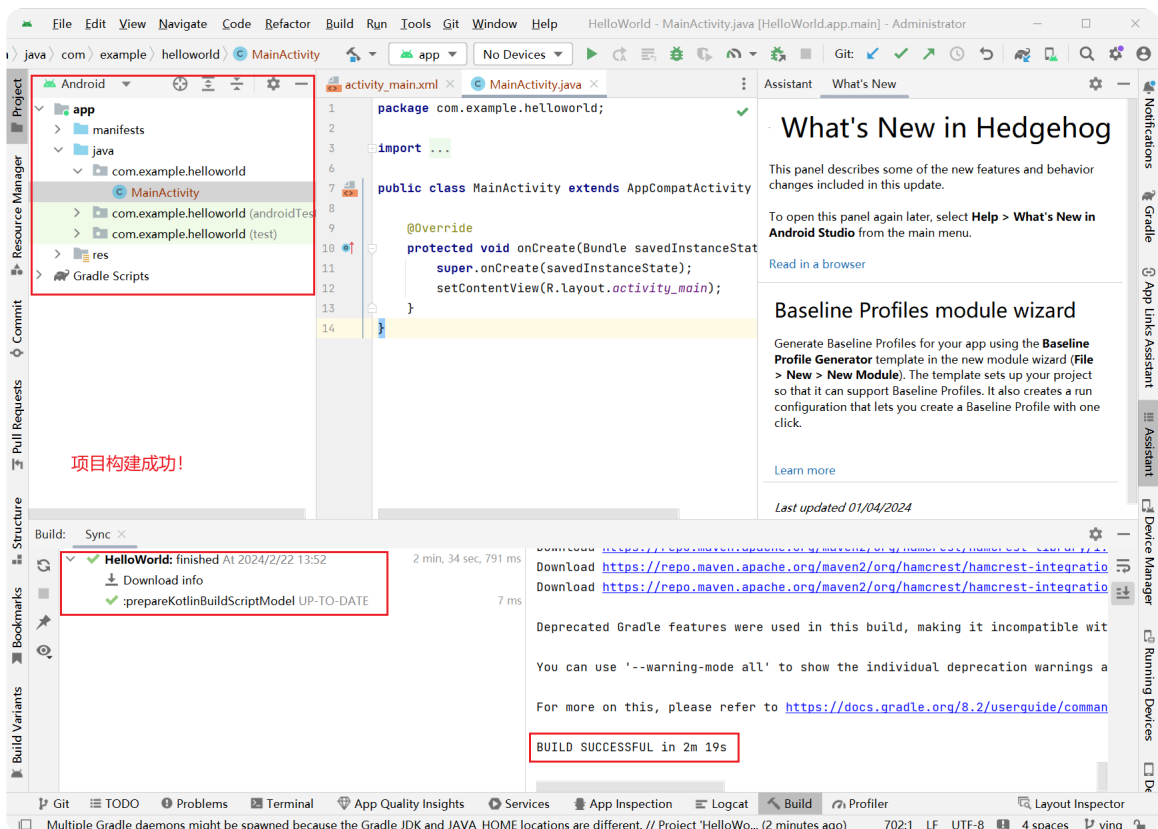 File Edit View Navigate Code Refactor Build Run Tools Git Window Help HelloWorld - MainActivity.java [HelloWorld.app.main] - Administrator
java com example helloworld MainActivity app No Devices Git:
Project
Resource Manager
Commit
Pull Requests
Structure
Bookmarks
Build Variants
Android
app
manifests
java
com.example.helloworld
MainActivity
com.example.helloworld (androidTes
com.example.helloworld (test)
res
Gradle Scripts
项目构建成功!
activity_main.xml MainActivity.java
1 package com.example.helloworld;
2
3 import ...
6
7 public class MainActivity extends AppCompatActivity
8
9 @Override
10 protected void onCreate(Bundle savedInstanceStat
11 super.onCreate(savedInstanceState);
12 setContentView(R.layout.activity_main);
13 }
14 }
Assistant What's New
What's New in Hedgehog
This panel describes some of the new features and behavior
changes included in this update.
To open this panel again later, select Help > What's New in
Android Studio from the main menu.
Read in a browser
Baseline Profiles module wizard
Generate Baseline Profiles for your app using the Baseline
Profile Generator template in the new module wizard (File
> New > New Module). The template sets up your project
so that it can support Baseline Profiles. It also creates a run
configuration that lets you create a Baseline Profile with one
click.
Learn more
Last updated 01/04/2024
Notifications
Gradle
App Links Assistant
Assistant
Device Manager
Running Devices
Build: Sync
HelloWorld: finished At 2024/2/22 13:52 2 min, 34 sec, 791 ms
Download info
:prepareKotlinBuildScriptModel UP-TO-DATE 7 ms
Download https://repo.maven.apache.org/maven2/org/hamcrest/hamcrest-library/1.
Download https://repo.maven.apache.org/maven2/org/hamcrest/hamcrest-integratio
Download https://repo.maven.apache.org/maven2/org/hamcrest/hamcrest-integratio
Deprecated Gradle features were used in this build, making it incompatible wit
You can use '--warning-mode all' to show the individual deprecation warnings a
For more on this, please refer to https://docs.gradle.org/8.2/userguide/comman
BUILD SUCCESSFUL in 2m 19s
Git TODO Problems Terminal App Quality Insights Services App Inspection Logcat Build Profiler Layout Inspector
Multiple Gradle daemons might be spawned because the Gradle JDK and JAVA_HOME locations are different. // Project 'HelloWo... (2 minutes ago) 702:1 LF UTF-8 4 spaces ying